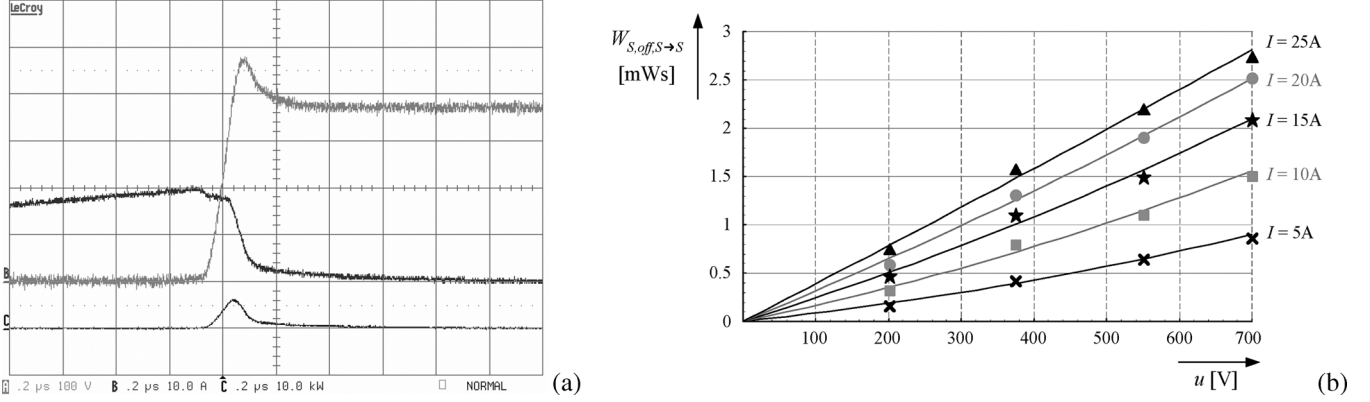 LeCroy
B
C
A .2 µs 100 V B .2 µs 10.0 A C .2 µs 10.0 kW NORMAL
(a)
W S,off,S→S
[mWs]
3
2.5
2
1.5
1
0.5
0
100 200 300 400 500 600 700
u [V]
I = 25A
I = 20A
I = 15A
I = 10A
I = 5A
(b)